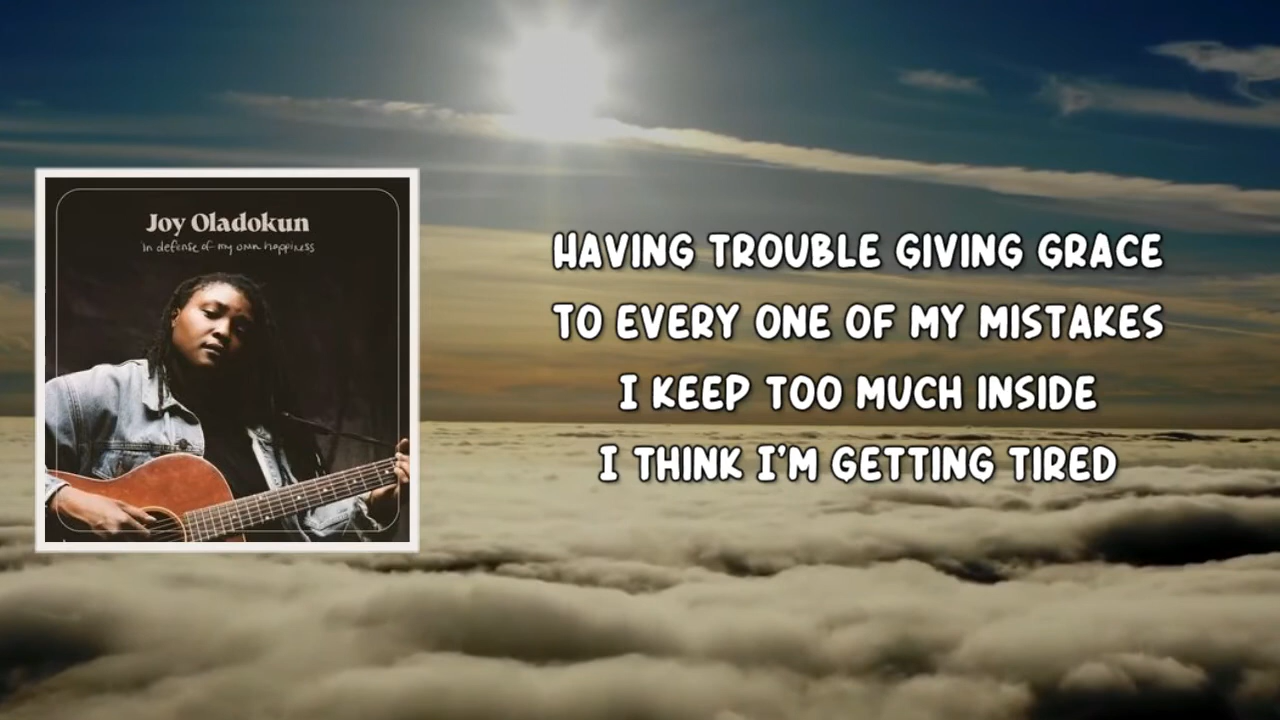 Joy Oladokun
in defense of my own happiness
HAVING TROUBLE GIVING GRACE
TO EVERY ONE OF MY MISTAKES
I KEEP TOO MUCH INSIDE
I THINK I'M GETTING TIRED